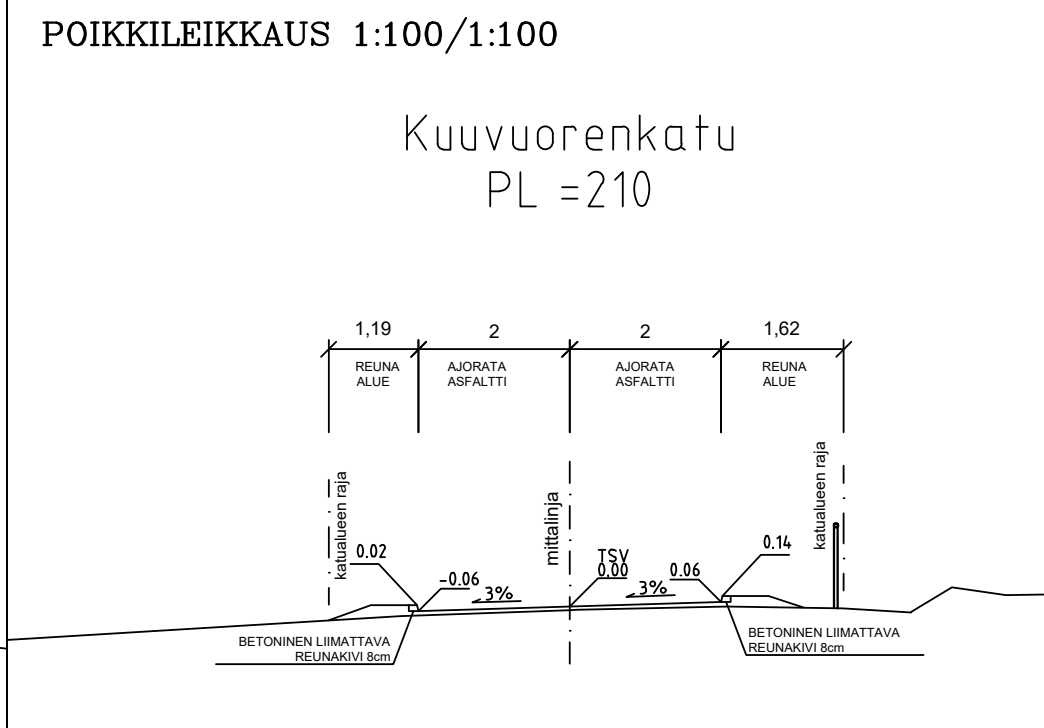 POIKKILEIKKAUS 1:100/1:100
Kuuvuorenkatu
PL =210
1,19
2
2
1,62
REUNA
ALUE
AJORATA
ASFALTTI
AJORATA
ASFALTTI
REUNA
ALUE
katualueen raja
mittalinja
katualueen raja
0.02
-0.06
3%
TSV
0.00
3%
0.06
0.14
BETONINEN LIIMATTAVA
REUNAKIVI 8cm
BETONINEN LIIMATTAVA
REUNAKIVI 8cm